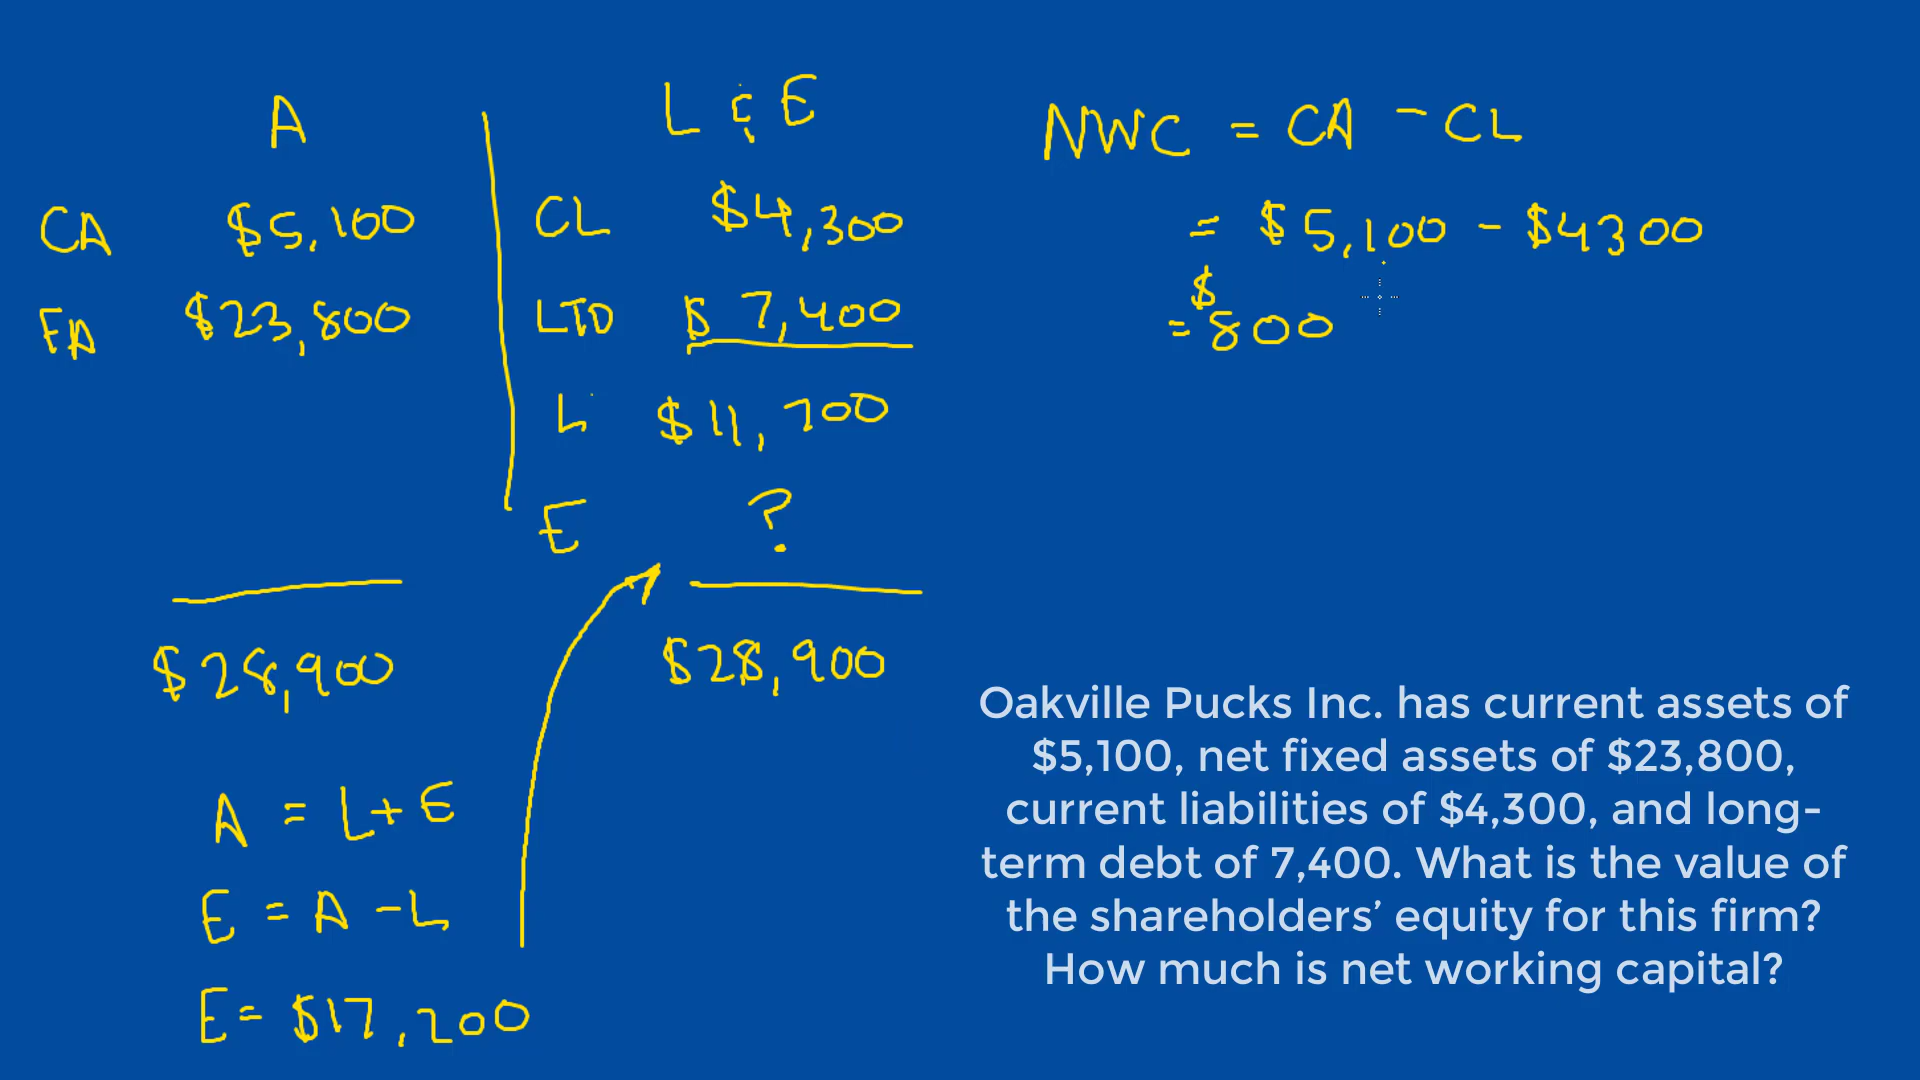 A
L & E
CA $5,100
CL $4,300
FA $23,800
LTD $ 7,400
L $11,700
E ?
$28,900
$28,900
A = L + E
E = A - L
E = $17,200
NWC = CA - CL
= $5,100 - $4300
= $800
Oakville Pucks Inc. has current assets of
$5,100, net fixed assets of $23,800,
current liabilities of $4,300, and long-
term debt of 7,400. What is the value of
the shareholders’ equity for this firm?
How much is net working capital?